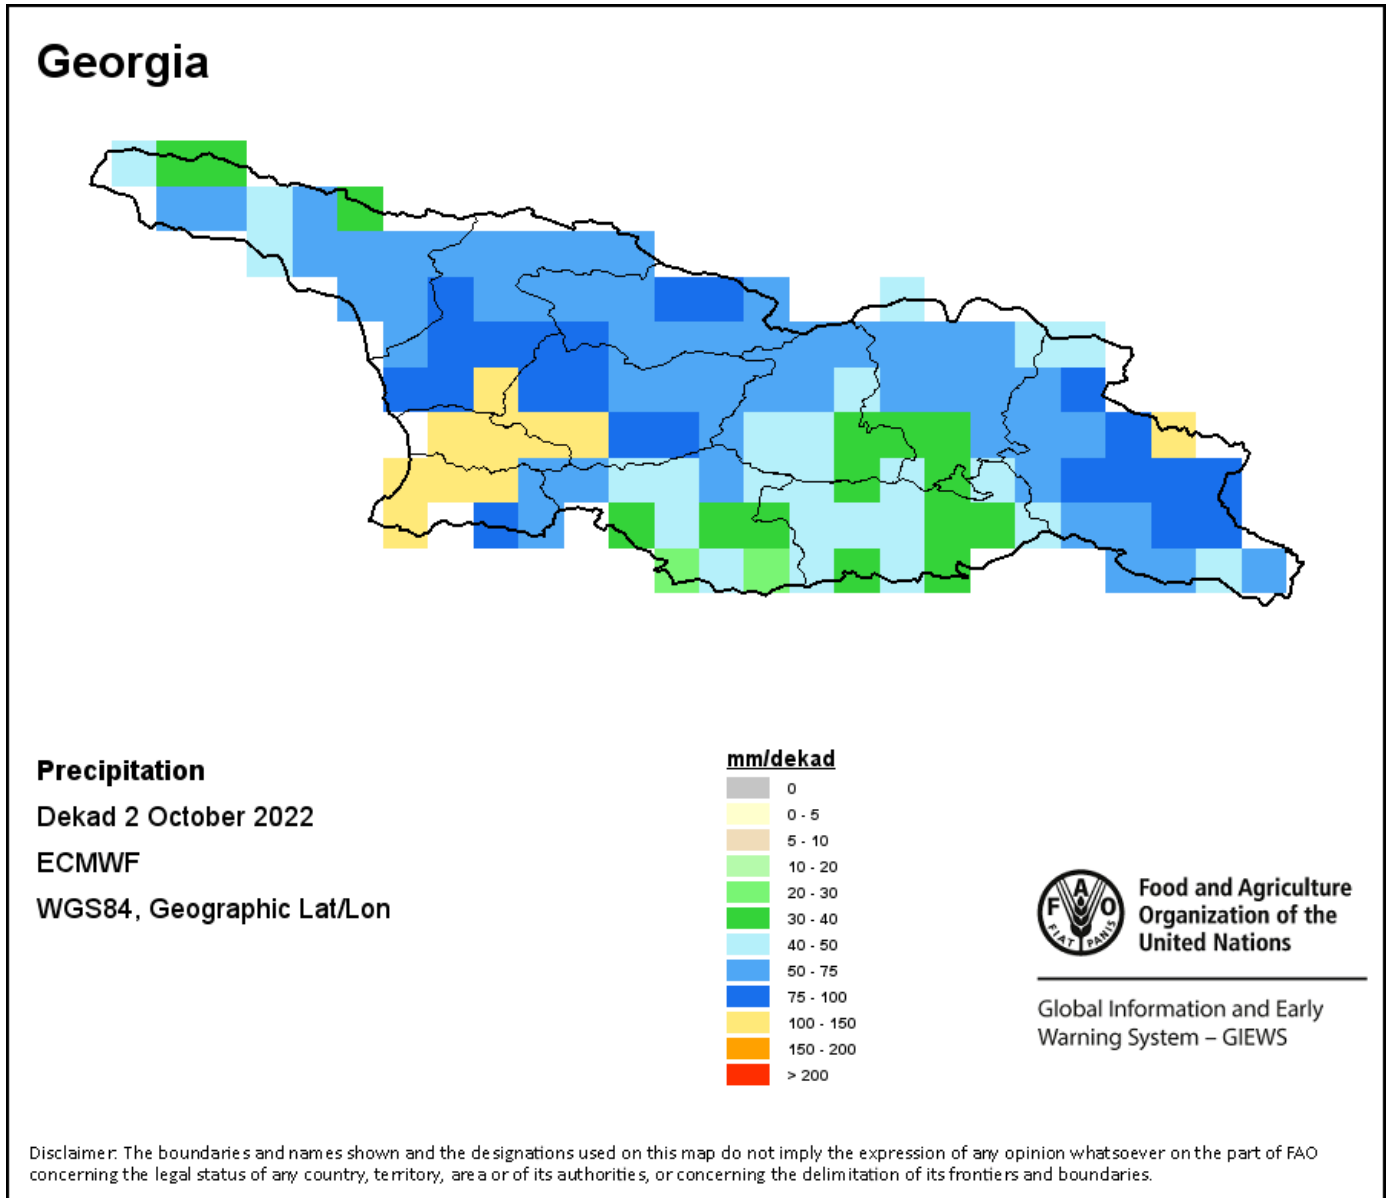 Georgia
Precipitation
Dekad 2 October 2022
ECMWF
WGS84, Geographic Lat/Lon
mm/dekad
0
0 - 5
5 - 10
10 - 20
20 - 30
30 - 40
40 - 50
50 - 75
75 - 100
100 - 150
150 - 200
> 200
F A O
FIAT PANIS
Food and Agriculture
Organization of the
United Nations
Global Information and Early
Warning System – GIEWS
Disclaimer: The boundaries and names shown and the designations used on this map do not imply the expression of any opinion whatsoever on the part of FAO
concerning the legal status of any country, territory, area or of its authorities, or concerning the delimitation of its frontiers and boundaries.